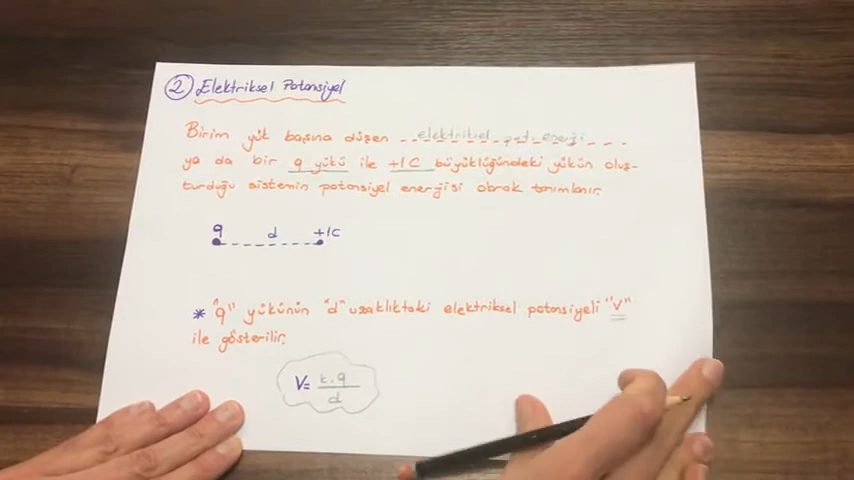 2 Elektriksel Potansiyel
Birim yük başına düşen elektriksel pot. enerji
ya da bir q yükü ile +1C büyüklüğündeki yükün oluş-
turduğu sistemin potansiyel energisi olarak tanımlanır.
q d +1C
* "q" yükünün "d" uzaklıktaki elektriksel potansiyeli "V"
ile gösterilir.
V= k.q
d